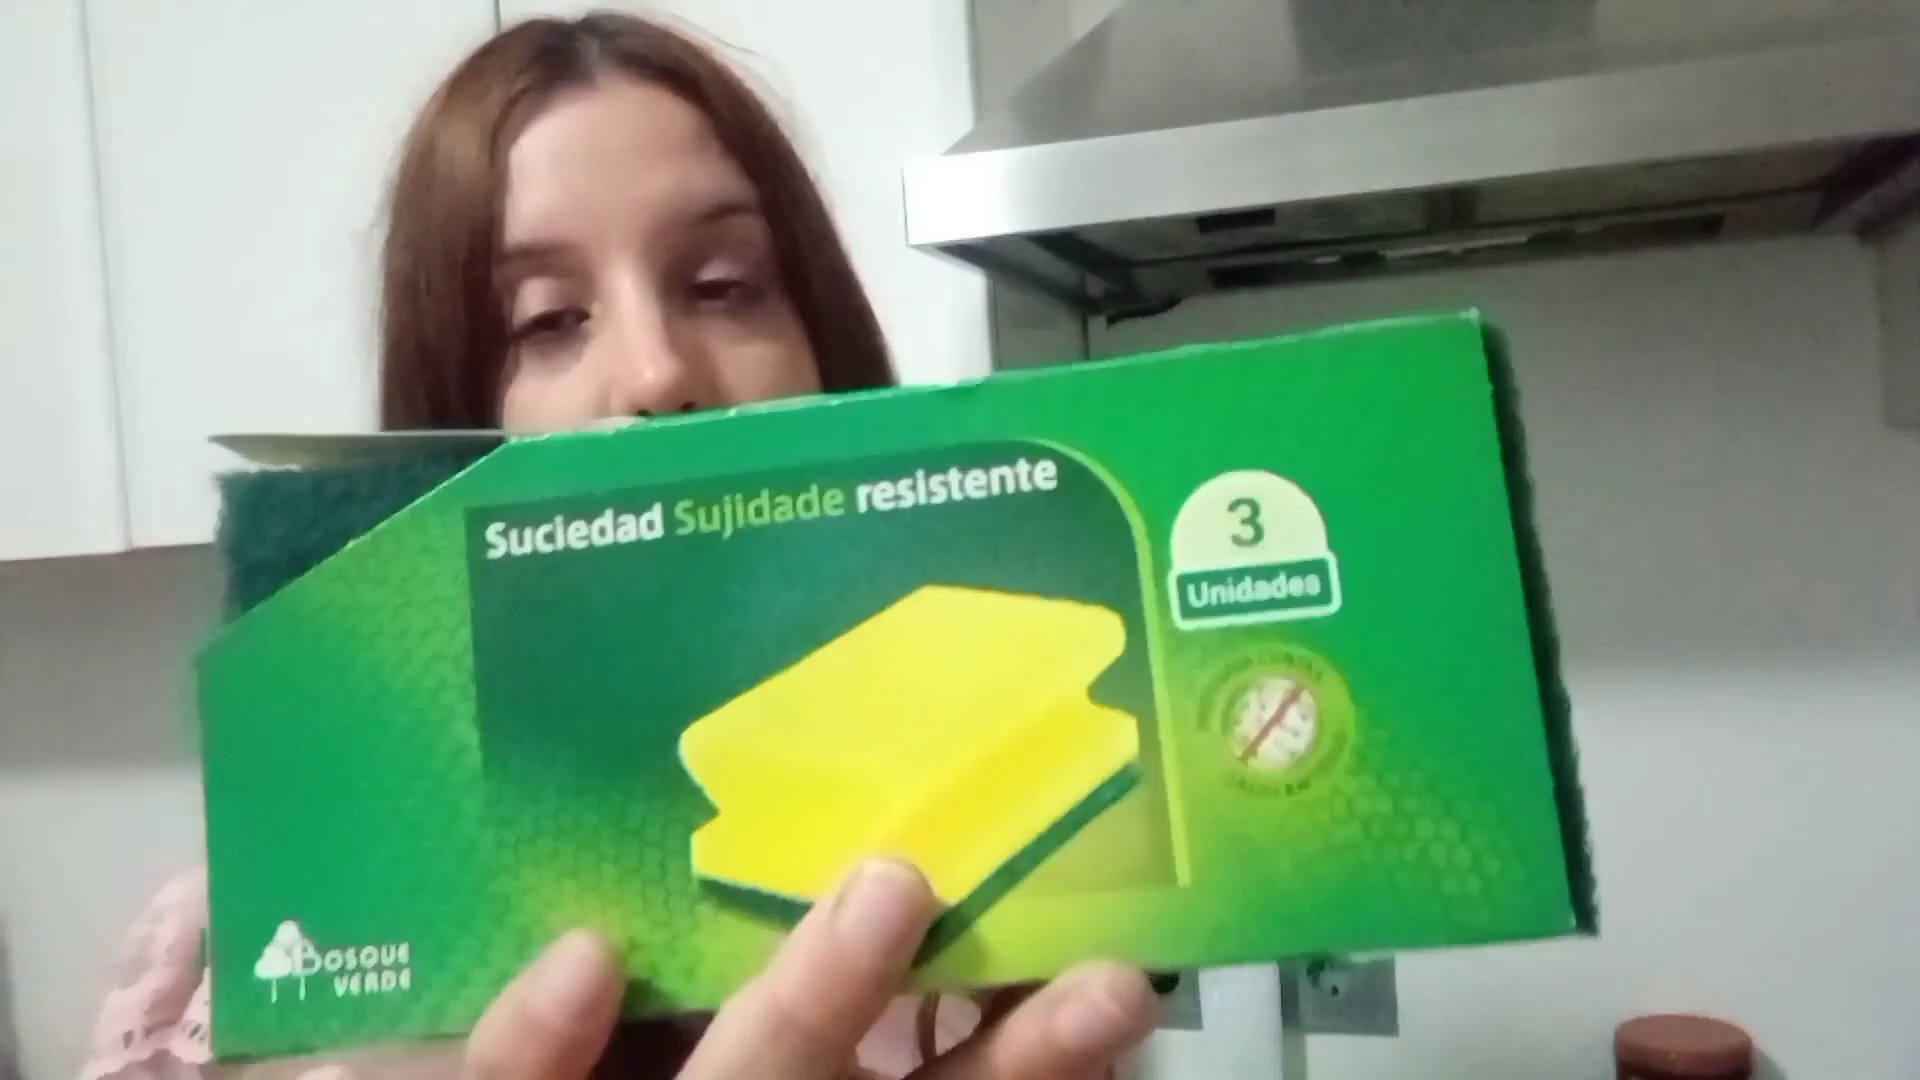 Suciedad Sujidade resistente
3
Unidades
BOSQUE
VERDE